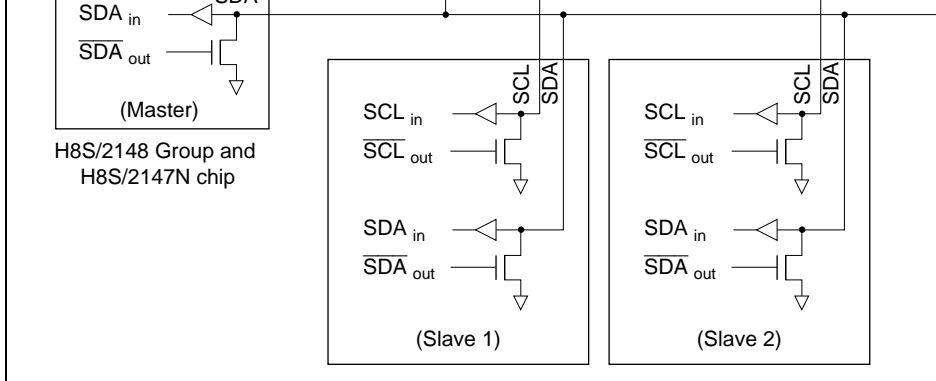 SDA
SDA in
SDA out
(Master)
H8S/2148 Group and
H8S/2147N chip
SCL
SDA
SCL in
SCL out
SDA in
SDA out
(Slave 1)
SCL
SDA
SCL in
SCL out
SDA in
SDA out
(Slave 2)